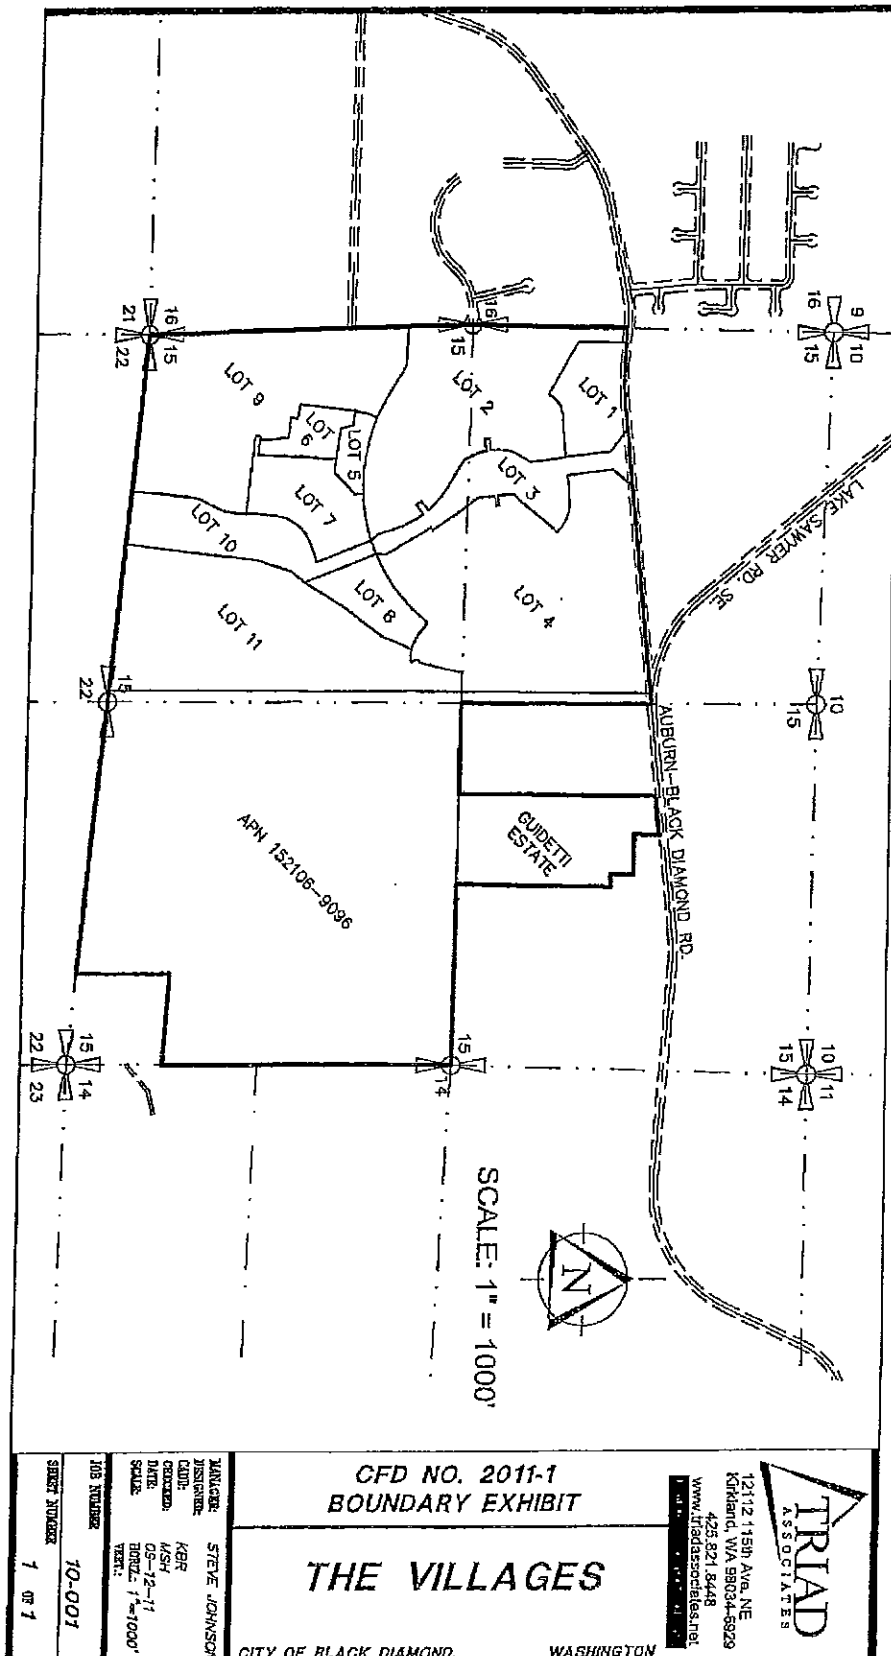 9
10
16
15
10
15
10
11
15
14
LAKE SAWYER RD. SE.
AUBURN-BLACK DIAMOND RD.
16
15
LOT 1
LOT 2
LOT 3
LOT 4
LOT 5
LOT 6
LOT 7
LOT 8
LOT 9
LOT 10
LOT 11
16
15
21
22
15
22
GUIDETTI
ESTATE
APN 152106-9096
15
14
15
14
22
23
N
SCALE: 1" = 1000'
TRIAD
ASSOCIATES
12112 115th Ave. NE
Kirkland, WA 98034-6929
425.821.8448
www.triadassociates.net
CFD NO. 2011-1
BOUNDARY EXHIBIT
THE VILLAGES
CITY OF BLACK DIAMOND
WASHINGTON
MANAGER: STEVE JOHNSON
DESIGNER:
CADD: KBR
CHECKED: MSH
DATE: 09-12-11
SCALE: HORIZ.: 1"=1000'
VERT.:
JOB NUMBER
10-001
SHEET NUMBER
1 OF 1